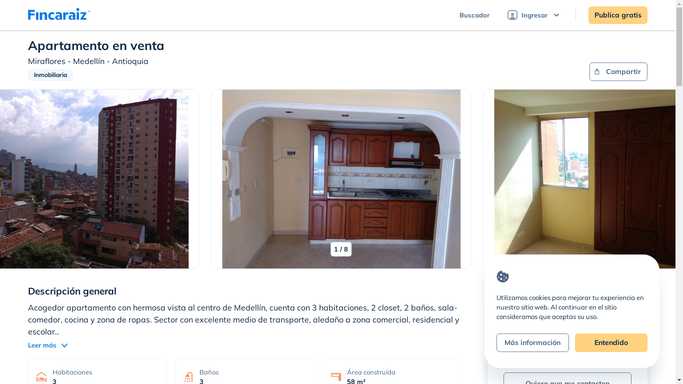 Fincaraiz
Buscador
Ingresar
Publica gratis
Apartamento en venta
Miraflores - Medellín - Antioquia
Inmobiliaria
Compartir
1 / 8
Descripción general
Acogedor apartamento con hermosa vista al centro de Medellín, cuenta con 3 habitaciones, 2 closet, 2 baños, sala-
comedor, cocina y zona de ropas. Sector con excelente medio de transporte, aledaño a zona comercial, residencial y
escolar...
Leer más
Habitaciones
3
Baños
3
Área construida
58 m²
Utilizamos cookies para mejorar tu experiencia en
nuestro sitio web. Al continuar en el sitio
consideramos que aceptas su uso.
Más información
Entendido
Quiero que me contacten